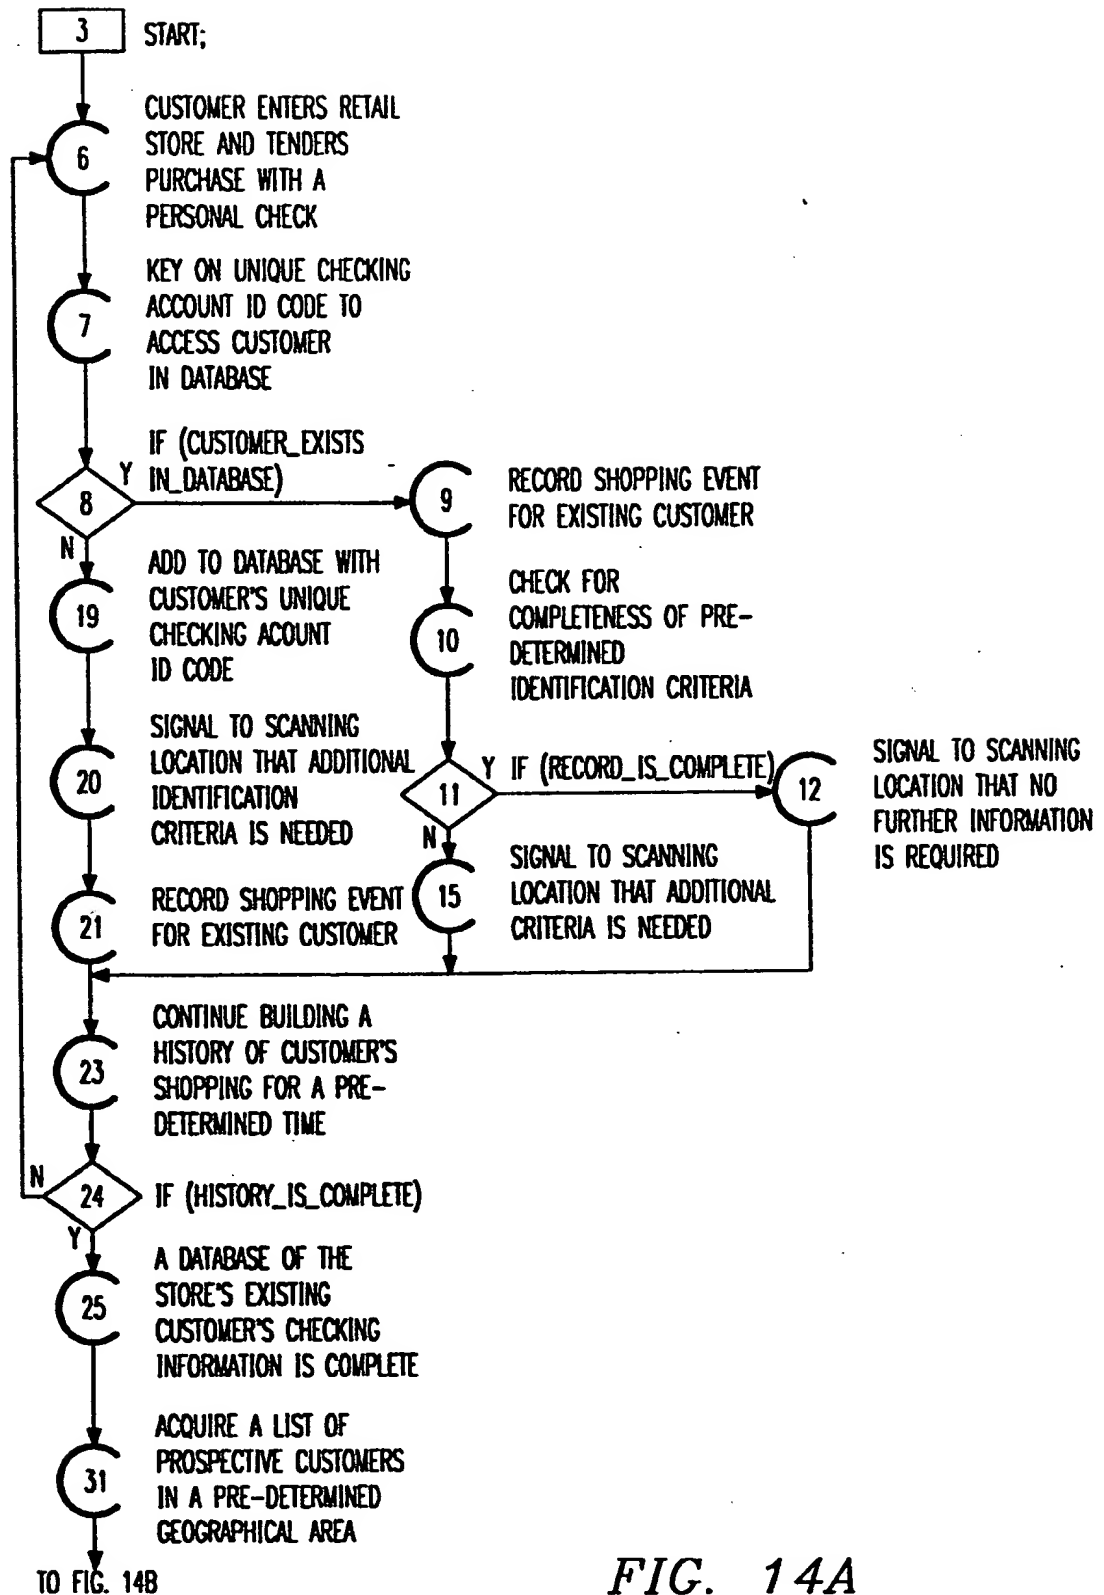 3 START;
CUSTOMER ENTERS RETAIL
STORE AND TENDERS
PURCHASE WITH A
PERSONAL CHECK
6
KEY ON UNIQUE CHECKING
ACCOUNT ID CODE TO
ACCESS CUSTOMER
IN DATABASE
7
IF (CUSTOMER_EXISTS
IN_DATABASE)
Y
8
N
9
RECORD SHOPPING EVENT
FOR EXISTING CUSTOMER
ADD TO DATABASE WITH
CUSTOMER'S UNIQUE
CHECKING ACOUNT
ID CODE
19
CHECK FOR
COMPLETENESS OF PRE-
DETERMINED
IDENTIFICATION CRITERIA
10
SIGNAL TO SCANNING
LOCATION THAT ADDITIONAL
IDENTIFICATION
CRITERIA IS NEEDED
20
Y IF (RECORD_IS_COMPLETE)
11
N
12
SIGNAL TO SCANNING
LOCATION THAT NO
FURTHER INFORMATION
IS REQUIRED
15
SIGNAL TO SCANNING
LOCATION THAT ADDITIONAL
CRITERIA IS NEEDED
21
RECORD SHOPPING EVENT
FOR EXISTING CUSTOMER
CONTINUE BUILDING A
HISTORY OF CUSTOMER'S
SHOPPING FOR A PRE-
DETERMINED TIME
23
N
24 IF (HISTORY_IS_COMPLETE)
Y
A DATABASE OF THE
STORE'S EXISTING
CUSTOMER'S CHECKING
INFORMATION IS COMPLETE
25
ACQUIRE A LIST OF
PROSPECTIVE CUSTOMERS
IN A PRE-DETERMINED
GEOGRAPHICAL AREA
31
TO FIG. 14B
FIG. 14A